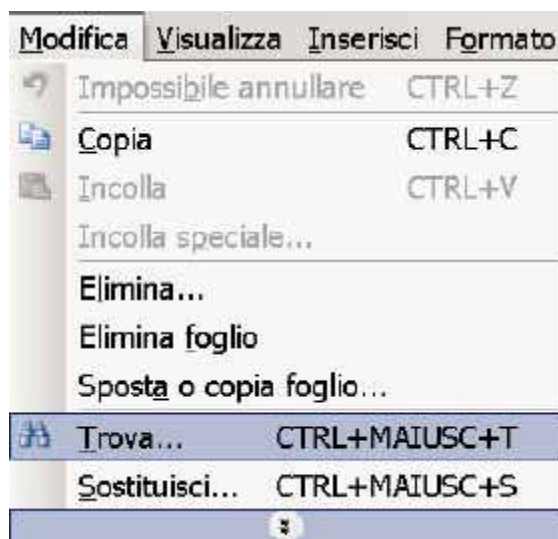 Modifica Visualizza Inserisci Formato
Impossibile annullare CTRL+Z
Copia CTRL+C
Incolla CTRL+V
Incolla speciale...
Elimina...
Elimina foglio
Sposta o copia foglio...
Trova... CTRL+MAIUSC+T
Sostituisci... CTRL+MAIUSC+S